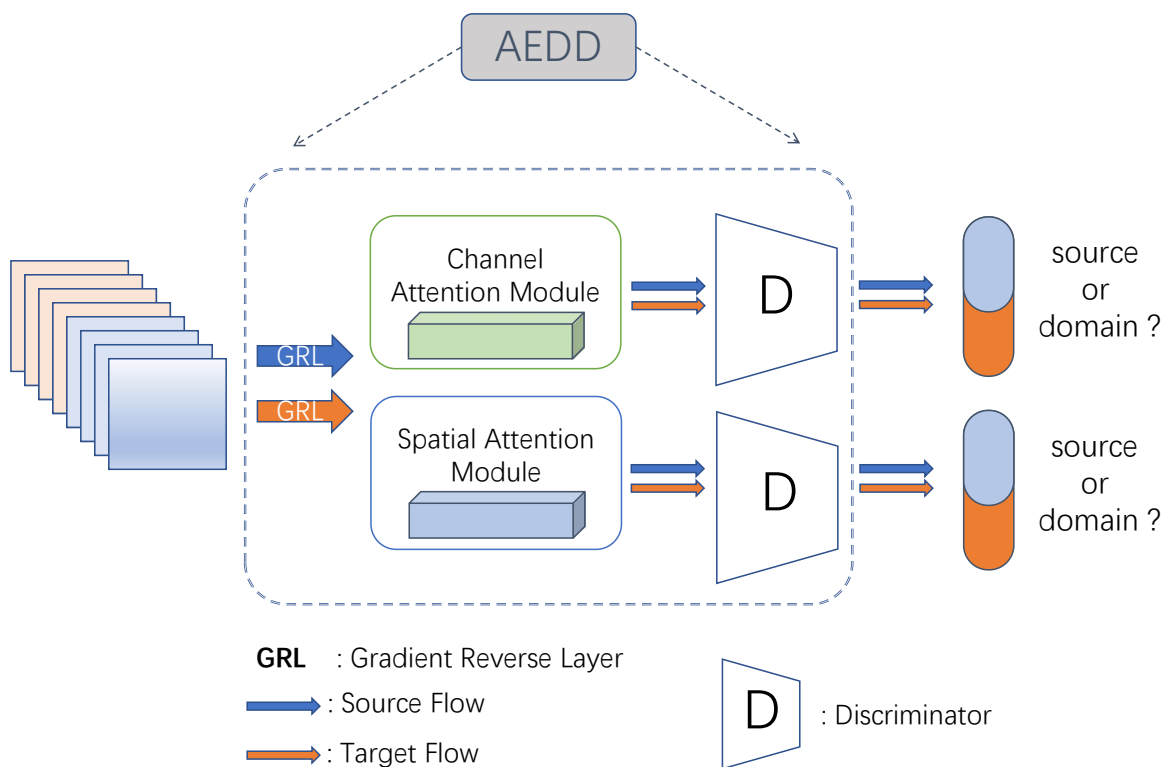 AEDD
Channel
Attention Module
D
source
or
domain ?
GRL
GRL
Spatial Attention
Module
D
source
or
domain ?
GRL : Gradient Reverse Layer
: Source Flow
: Target Flow
D : Discriminator